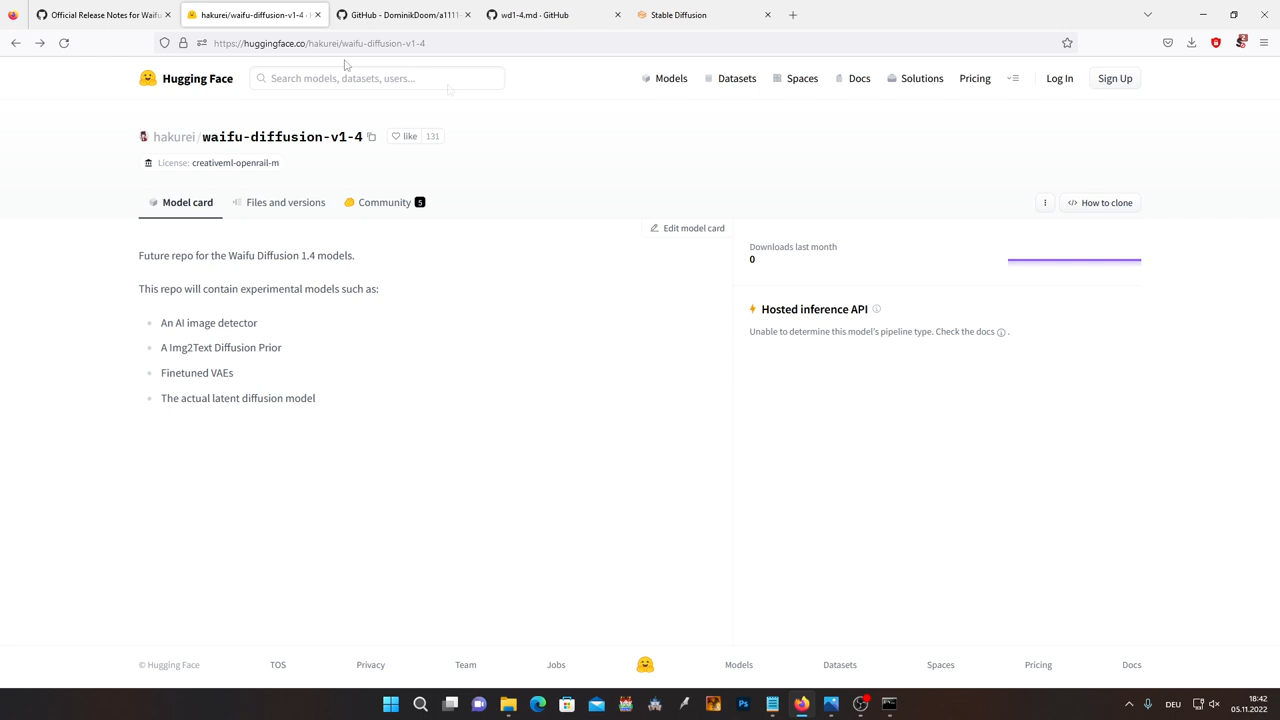 Official Release Notes for Waifu
hakurei/waifu-diffusion-v1-4 ·
GitHub - DominikDoom/a1111-
wd1-4.md · GitHub
Stable Diffusion
https://huggingface.co/hakurei/waifu-diffusion-v1-4
2
Hugging Face
Search models, datasets, users...
Models
Datasets
Spaces
Docs
Solutions
Pricing
Log In
Sign Up
hakurei/waifu-diffusion-v1-4
like 131
License: creativeml-openrail-m
Model card
Files and versions
Community 5
How to clone
Edit model card
Future repo for the Waifu Diffusion 1.4 models.
This repo will contain experimental models such as:
An AI image detector
A Img2Text Diffusion Prior
Finetuned VAEs
The actual latent diffusion model
Downloads last month
0
Hosted inference API
Unable to determine this model's pipeline type. Check the docs .
© Hugging Face
TOS
Privacy
Team
Jobs
Models
Datasets
Spaces
Pricing
Docs
DEU
18:42
05.11.2022